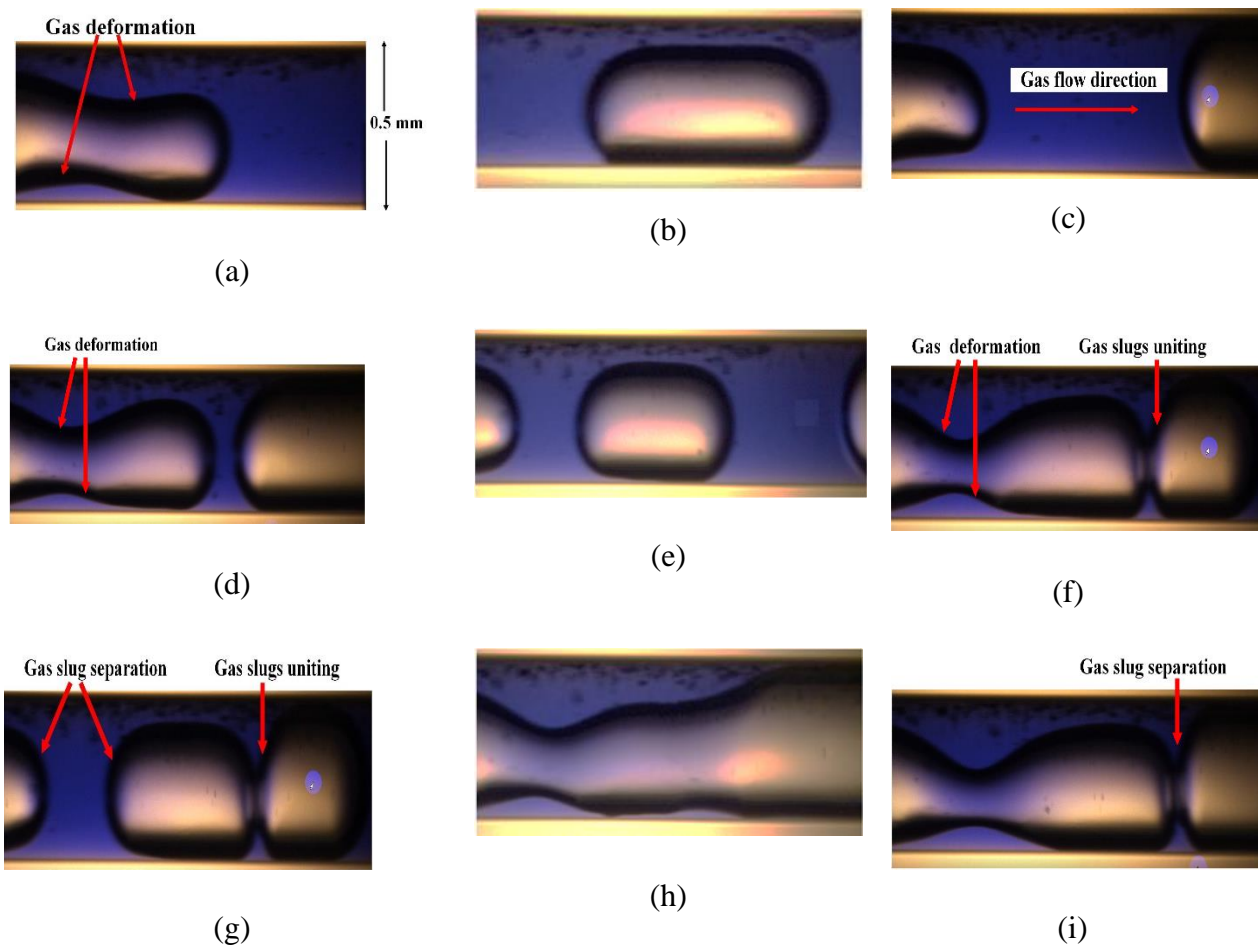 Gas deformation
0.5 mm
Gas flow direction
(a)
(b)
(c)
Gas deformation
Gas deformation
Gas slugs uniting
(d)
(e)
(f)
Gas slug separation
Gas slugs uniting
Gas slug separation
(g)
(h)
(i)